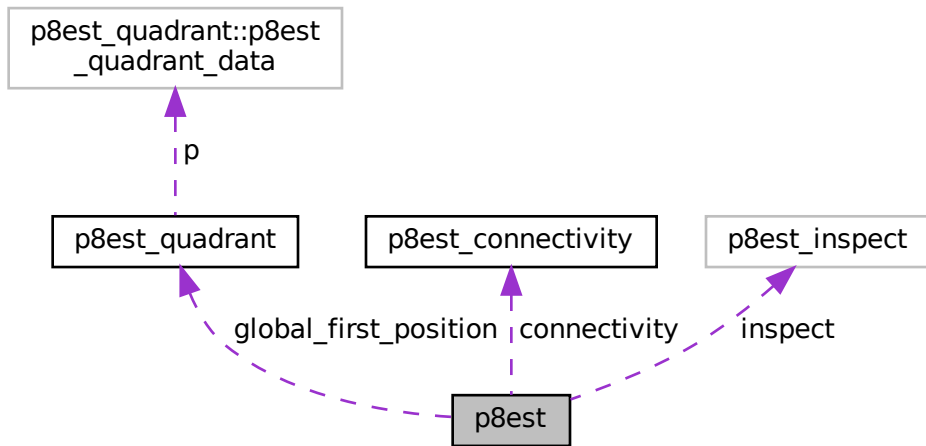 p8est_quadrant::p8est
_quadrant_data
p
p8est_quadrant
p8est_connectivity
p8est_inspect
global_first_position
connectivity
inspect
p8est